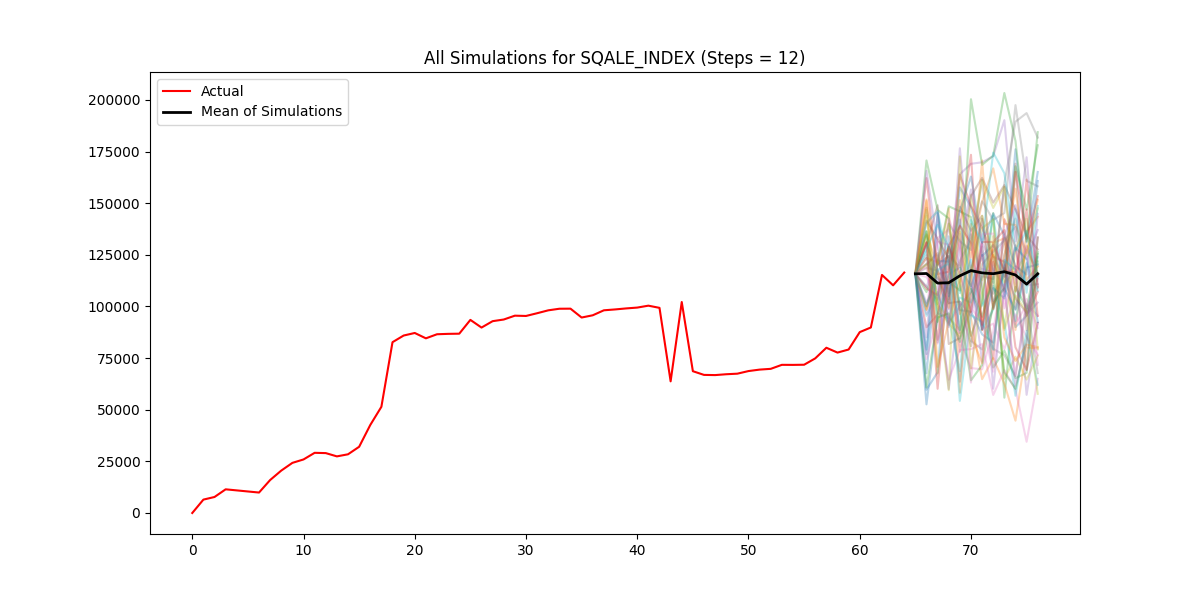 All Simulations for SQALE_INDEX (Steps = 12)
Actual
Mean of Simulations
200000
175000
150000
125000
100000
75000
50000
25000
0
0 10 20 30 40 50 60 70